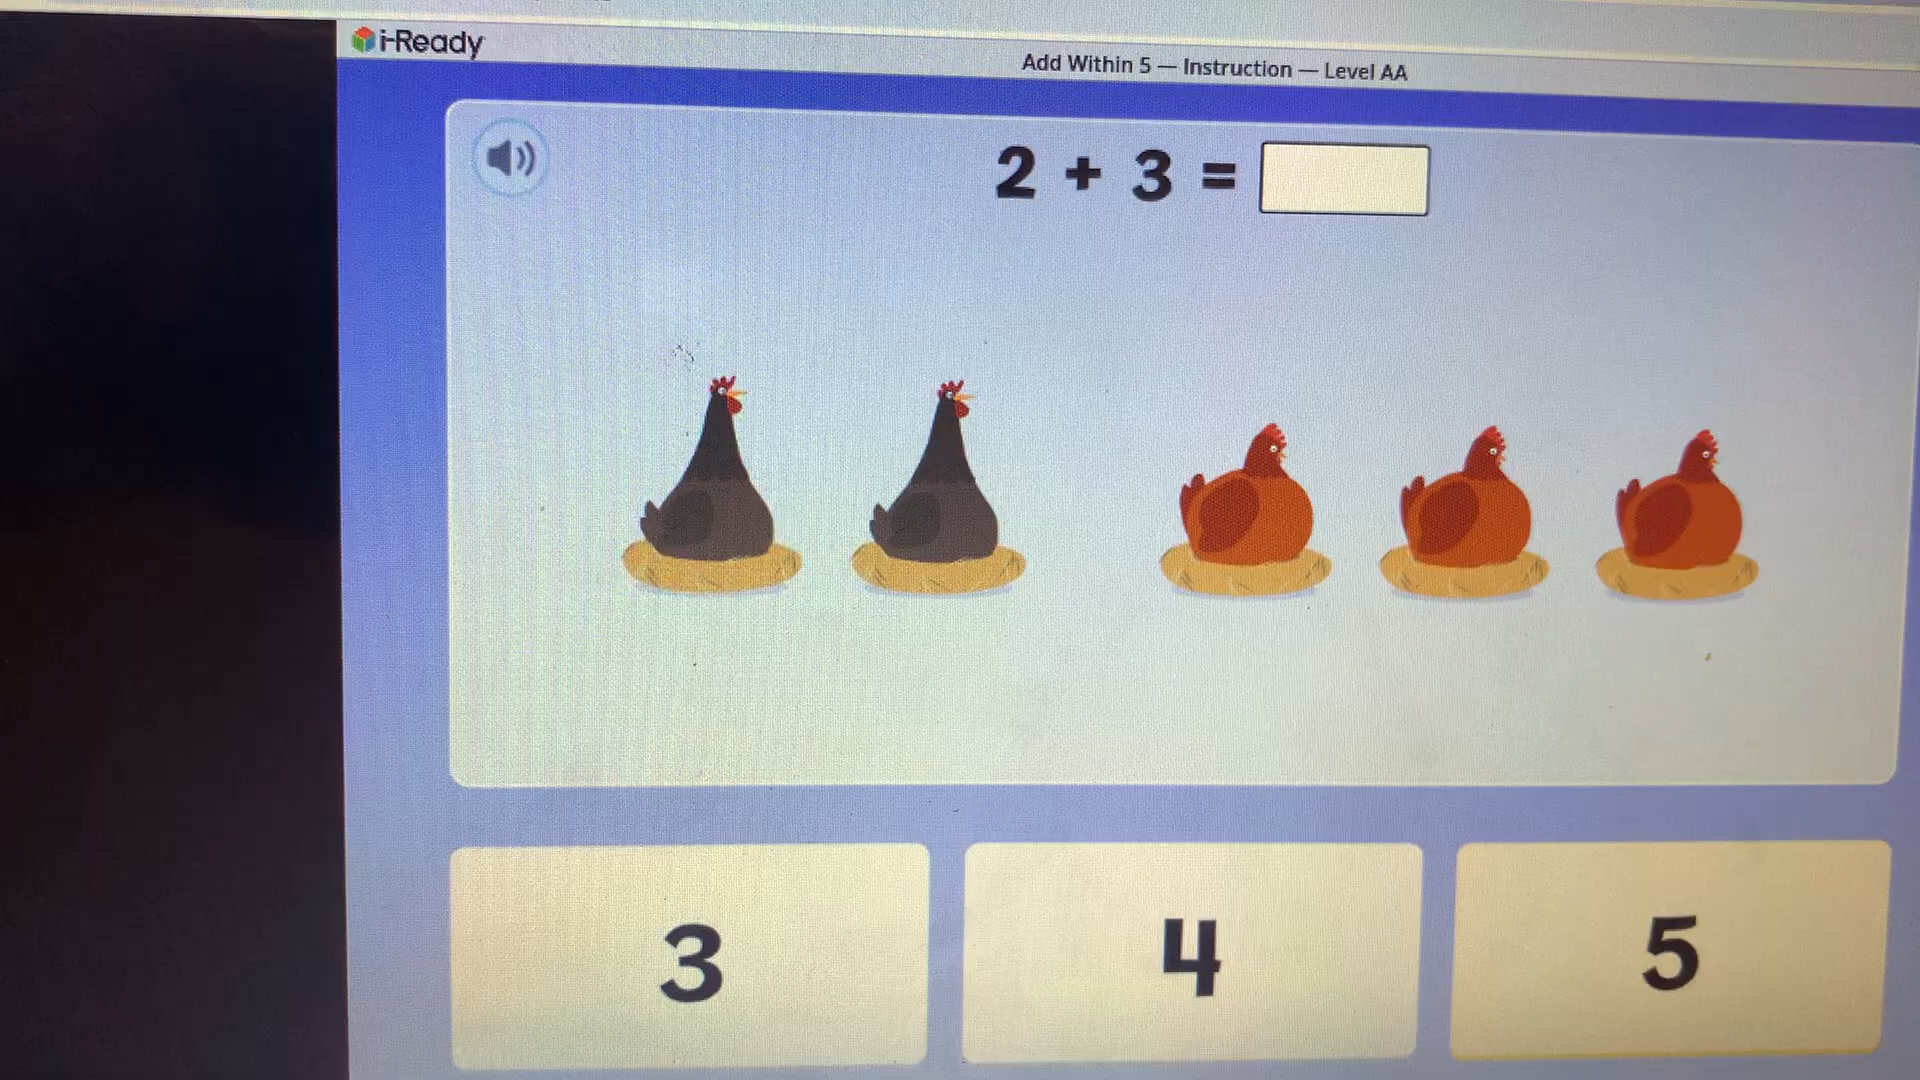 i-Ready
Add Within 5 — Instruction — Level AA
2 + 3 =
3
4
5